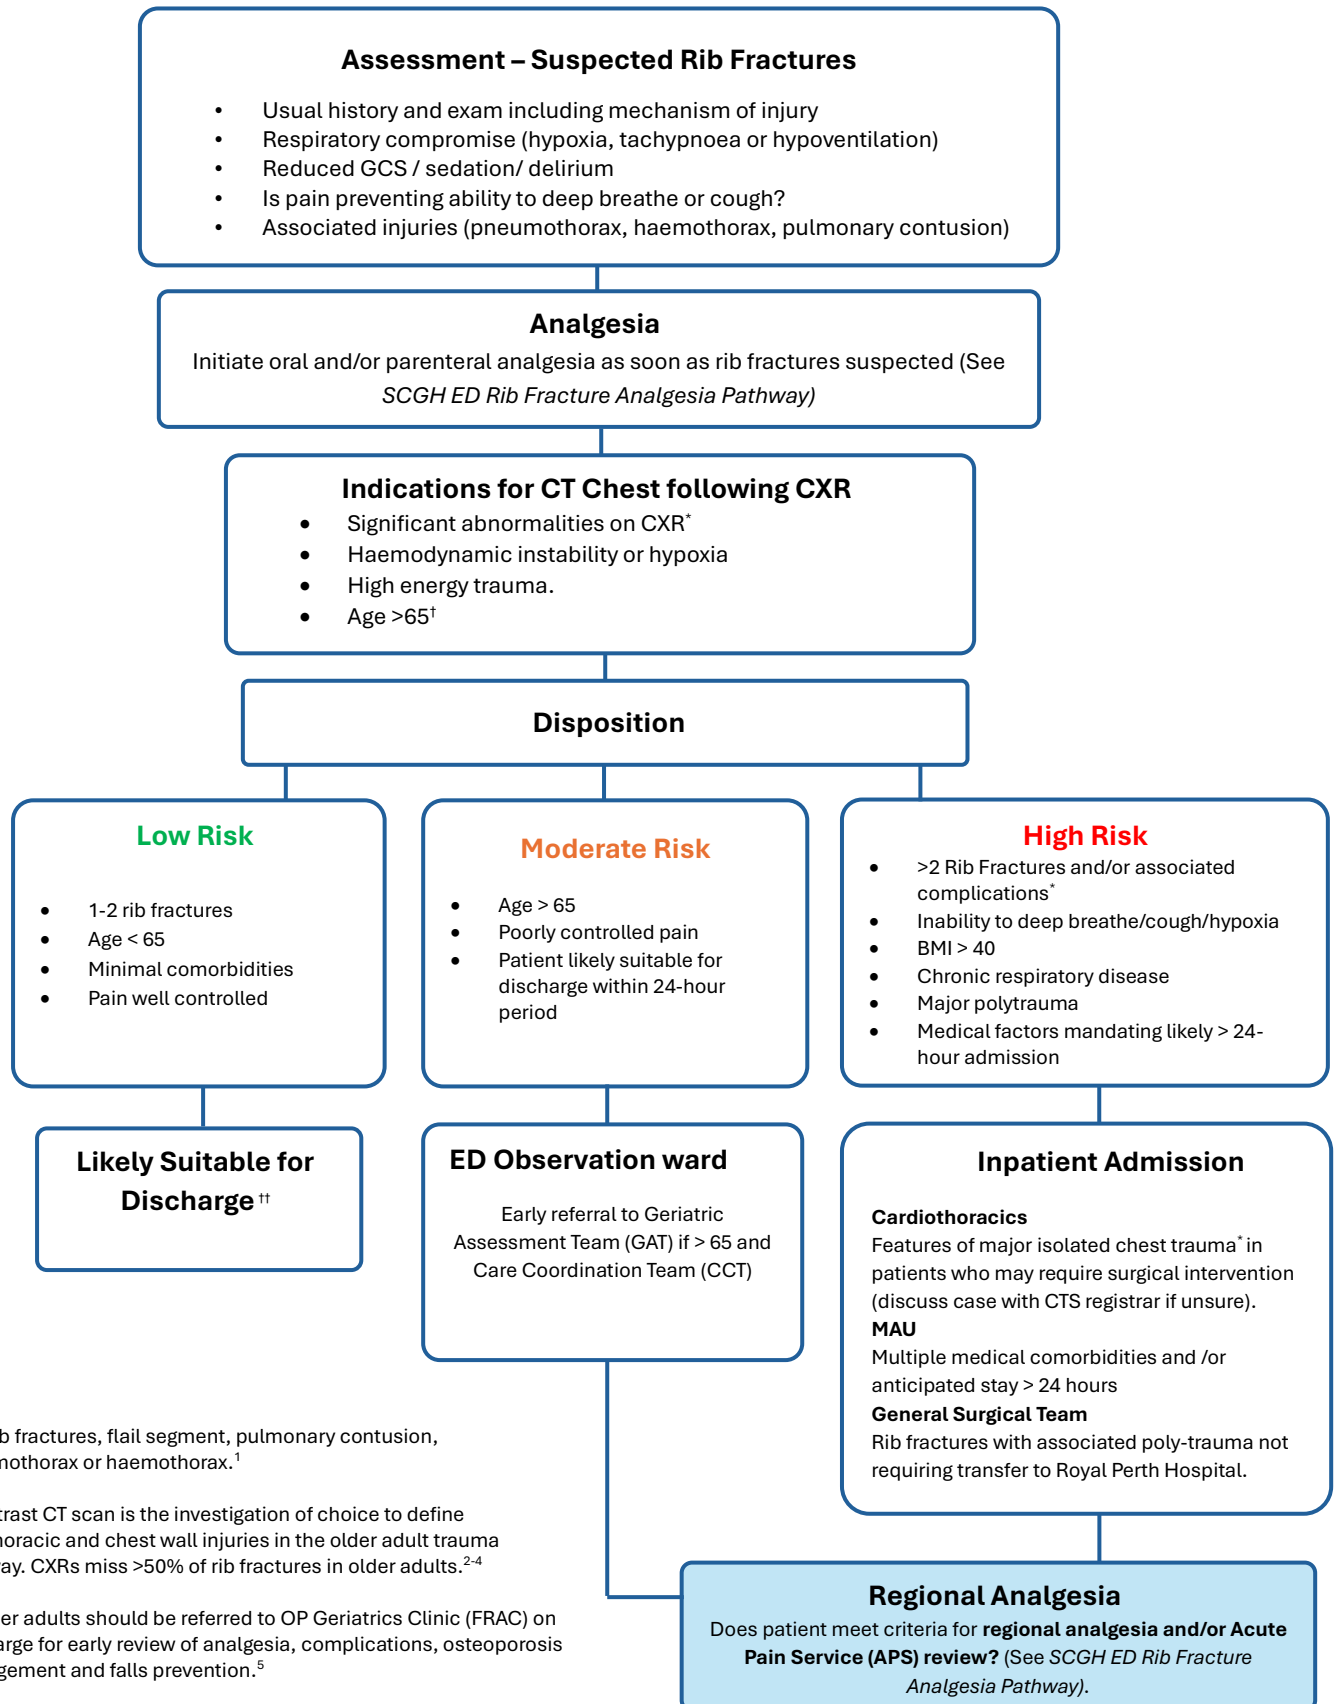 Assessment – Suspected Rib Fractures
• Usual history and exam including mechanism of injury
• Respiratory compromise (hypoxia, tachypnoea or hypoventilation)
• Reduced GCS / sedation/ delirium
• Is pain preventing ability to deep breathe or cough?
• Associated injuries (pneumothorax, haemothorax, pulmonary contusion)
Analgesia
Initiate oral and/or parenteral analgesia as soon as rib fractures suspected (See
SCGH ED Rib Fracture Analgesia Pathway)
Indications for CT Chest following CXR
• Significant abnormalities on CXR*
• Haemodynamic instability or hypoxia
• High energy trauma.
• Age >65†
Disposition
Low Risk
• 1-2 rib fractures
• Age < 65
• Minimal comorbidities
• Pain well controlled
Moderate Risk
• Age > 65
• Poorly controlled pain
• Patient likely suitable for
discharge within 24-hour
period
High Risk
• >2 Rib Fractures and/or associated
complications*
• Inability to deep breathe/cough/hypoxia
• BMI > 40
• Chronic respiratory disease
• Major polytrauma
• Medical factors mandating likely > 24-
hour admission
Likely Suitable for
Discharge ††
ED Observation ward
Early referral to Geriatric
Assessment Team (GAT) if > 65 and
Care Coordination Team (CCT)
Inpatient Admission
Cardiothoracics
Features of major isolated chest trauma* in
patients who may require surgical intervention
(discuss case with CTS registrar if unsure).
MAU
Multiple medical comorbidities and /or
anticipated stay > 24 hours
General Surgical Team
Rib fractures with associated poly-trauma not
requiring transfer to Royal Perth Hospital.
fractures, flail segment, pulmonary contusion,
or haemothorax.1
CT scan is the investigation of choice to define
and chest wall injuries in the older adult trauma
CXRs miss >50% of rib fractures in older adults.2-4
adults should be referred to OP Geriatrics Clinic (FRAC) on
for early review of analgesia, complications, osteoporosis
and falls prevention.5
Regional Analgesia
Does patient meet criteria for regional analgesia and/or Acute
Pain Service (APS) review? (See SCGH ED Rib Fracture
Analgesia Pathway).